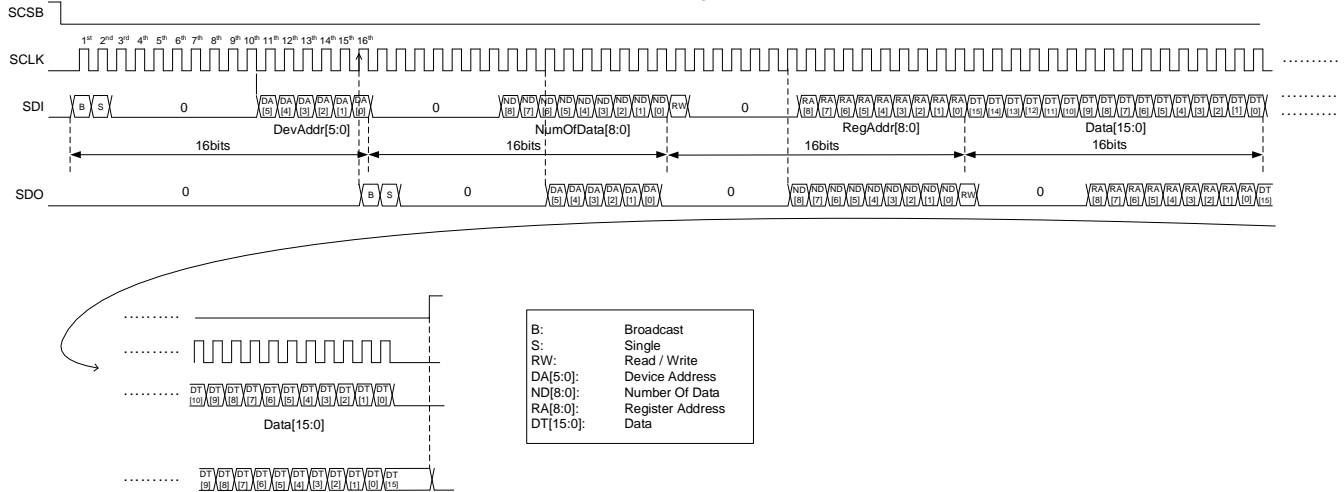 SCSB
1st 2nd 3rd 4th 5th 6th 7th 8th 9th 10th 11th 12th 13th 14th 15th 16th
SCLK
SDI B S 0 DA [5] DA [4] DA [3] DA [2] DA [1] DA [0] 0 ND [8] ND [7] ND [6] ND [5] ND [4] ND [3] ND [2] ND [1] ND [0] RW 0 RA [8] RA [7] RA [6] RA [5] RA [4] RA [3] RA [2] RA [1] RA [0] DT [15] DT [14] DT [13] DT [12] DT [11] DT [10] DT [9] DT [8] DT [7] DT [6] DT [5] DT [4] DT [3] DT [2] DT [1] DT [0]
DevAddr[5:0] NumOfData[8:0] RegAddr[8:0] Data[15:0]
16bits 16bits 16bits 16bits
SDO 0 B S 0 DA [5] DA [4] DA [3] DA [2] DA [1] DA [0] 0 ND [8] ND [7] ND [6] ND [5] ND [4] ND [3] ND [2] ND [1] ND [0] RW 0 RA [8] RA [7] RA [6] RA [5] RA [4] RA [3] RA [2] RA [1] RA [0] DT [15]
DT [10] DT [9] DT [8] DT [7] DT [6] DT [5] DT [4] DT [3] DT [2] DT [1] DT [0]
Data[15:0]
DT [9] DT [8] DT [7] DT [6] DT [5] DT [4] DT [3] DT [2] DT [1] DT [0] DT [15]
B: Broadcast
S: Single
RW: Read / Write
DA[5:0]: Device Address
ND[8:0]: Number Of Data
RA[8:0]: Register Address
DT[15:0]: Data